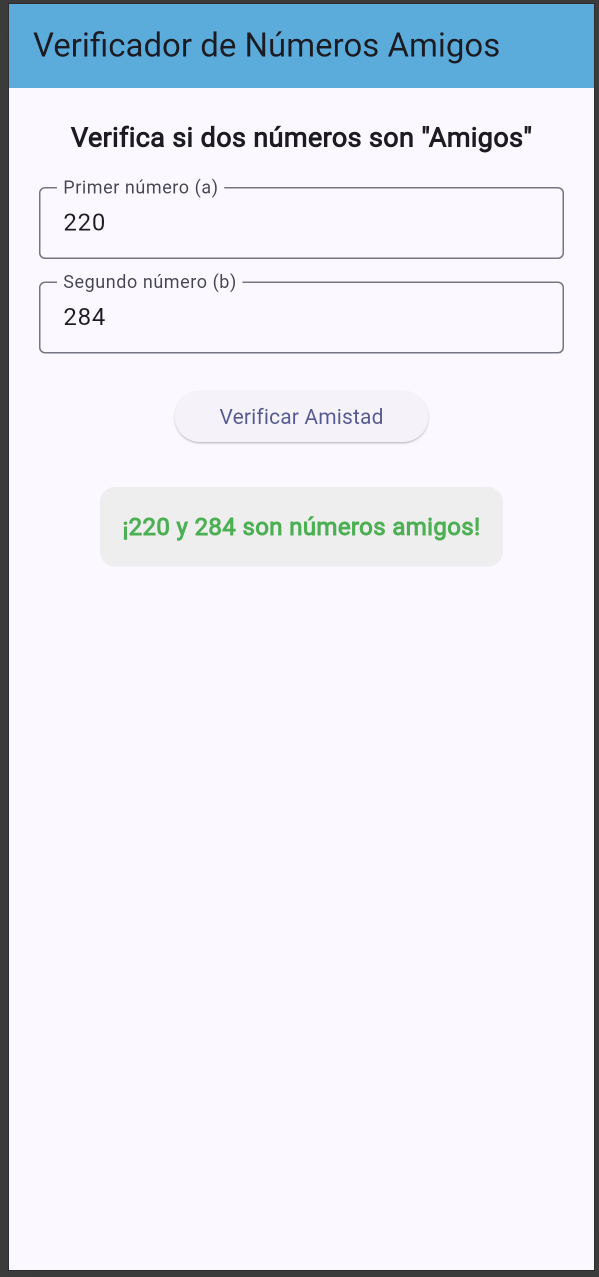 Verificador de Números Amigos
Verifica si dos números son "Amigos"
Primer número (a)
220
Segundo número (b)
284
Verificar Amistad
¡220 y 284 son números amigos!